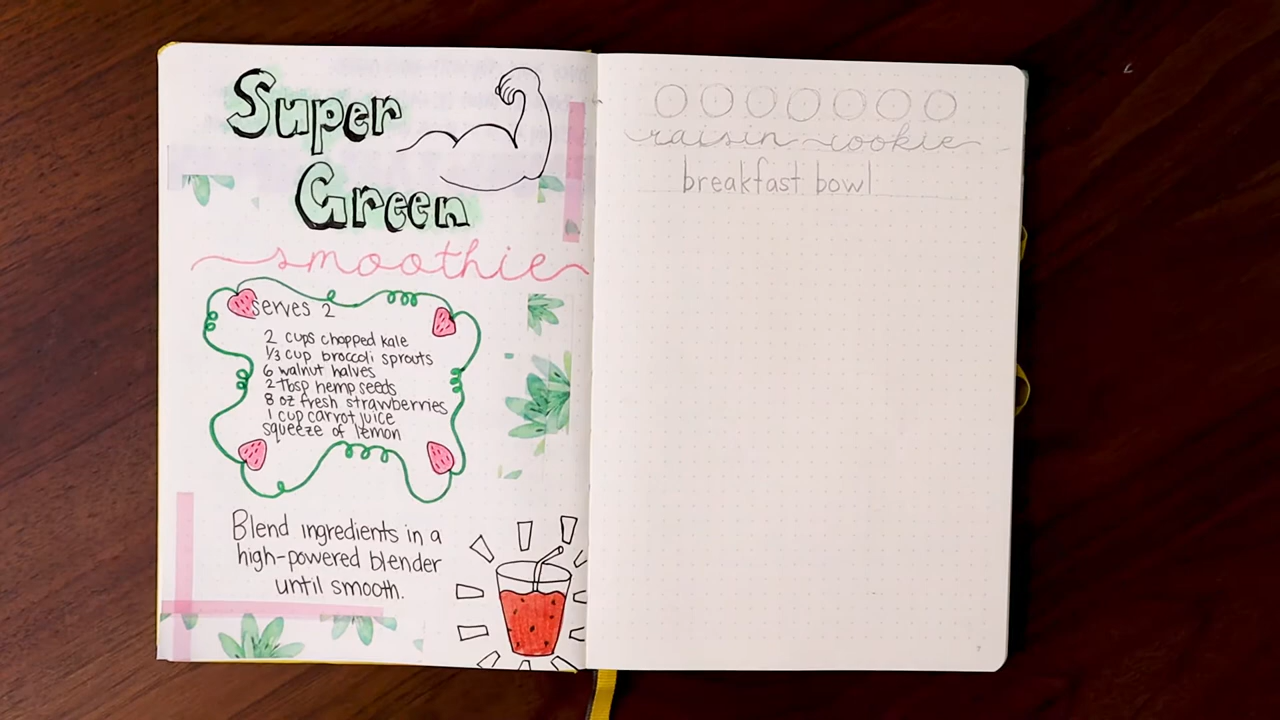 Super
Green
smoothie
serves 2
2 cups chopped kale
1/3 cup broccoli sprouts
6 walnut halves
2 tbsp hemp seeds
8 oz fresh strawberries
1 cup carrot juice
squeeze of lemon
Blend ingredients in a
high-powered blender
until smooth.
raisin cookie
breakfast bowl